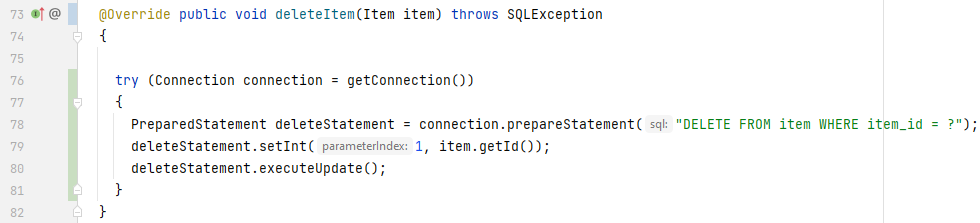 73 @ @Override public void deleteItem(Item item) throws SQLException
74 {
75
76 try (Connection connection = getConnection())
77 {
78 PreparedStatement deleteStatement = connection.prepareStatement( sql: "DELETE FROM item WHERE item_id = ?");
79 deleteStatement.setInt( parameterIndex: 1, item.getId());
80 deleteStatement.executeUpdate();
81 }
82 }